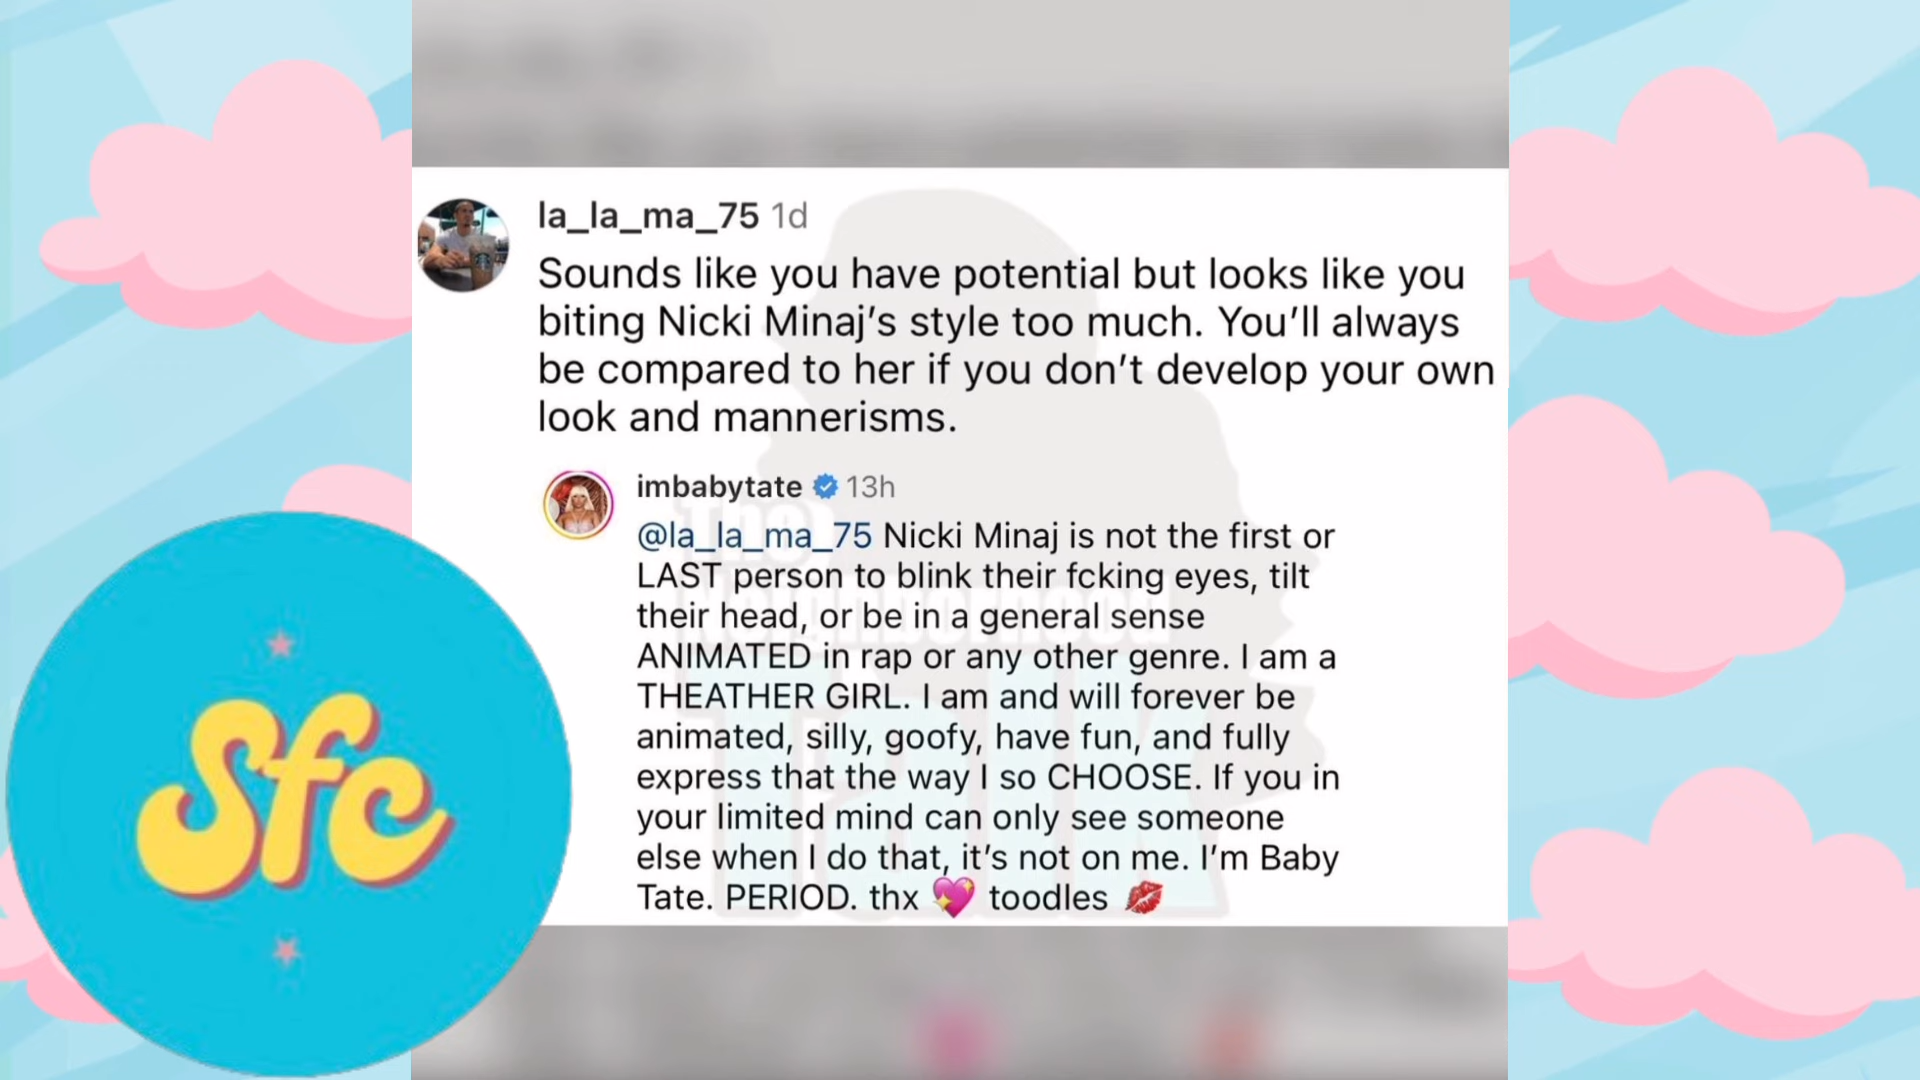 la_la_ma_75 1d
Sounds like you have potential but looks like you
biting Nicki Minaj's style too much. You'll always
be compared to her if you don't develop your own
look and mannerisms.
imbabytate 13h
@la_la_ma_75 Nicki Minaj is not the first or
LAST person to blink their fcking eyes, tilt
their head, or be in a general sense
ANIMATED in rap or any other genre. I am a
THEATHER GIRL. I am and will forever be
animated, silly, goofy, have fun, and fully
express that the way I so CHOOSE. If you in
your limited mind can only see someone
else when I do that, it's not on me. I'm Baby
Tate. PERIOD. thx 💖 toodles 💋
Sfc
The
Neighborhood
Talk